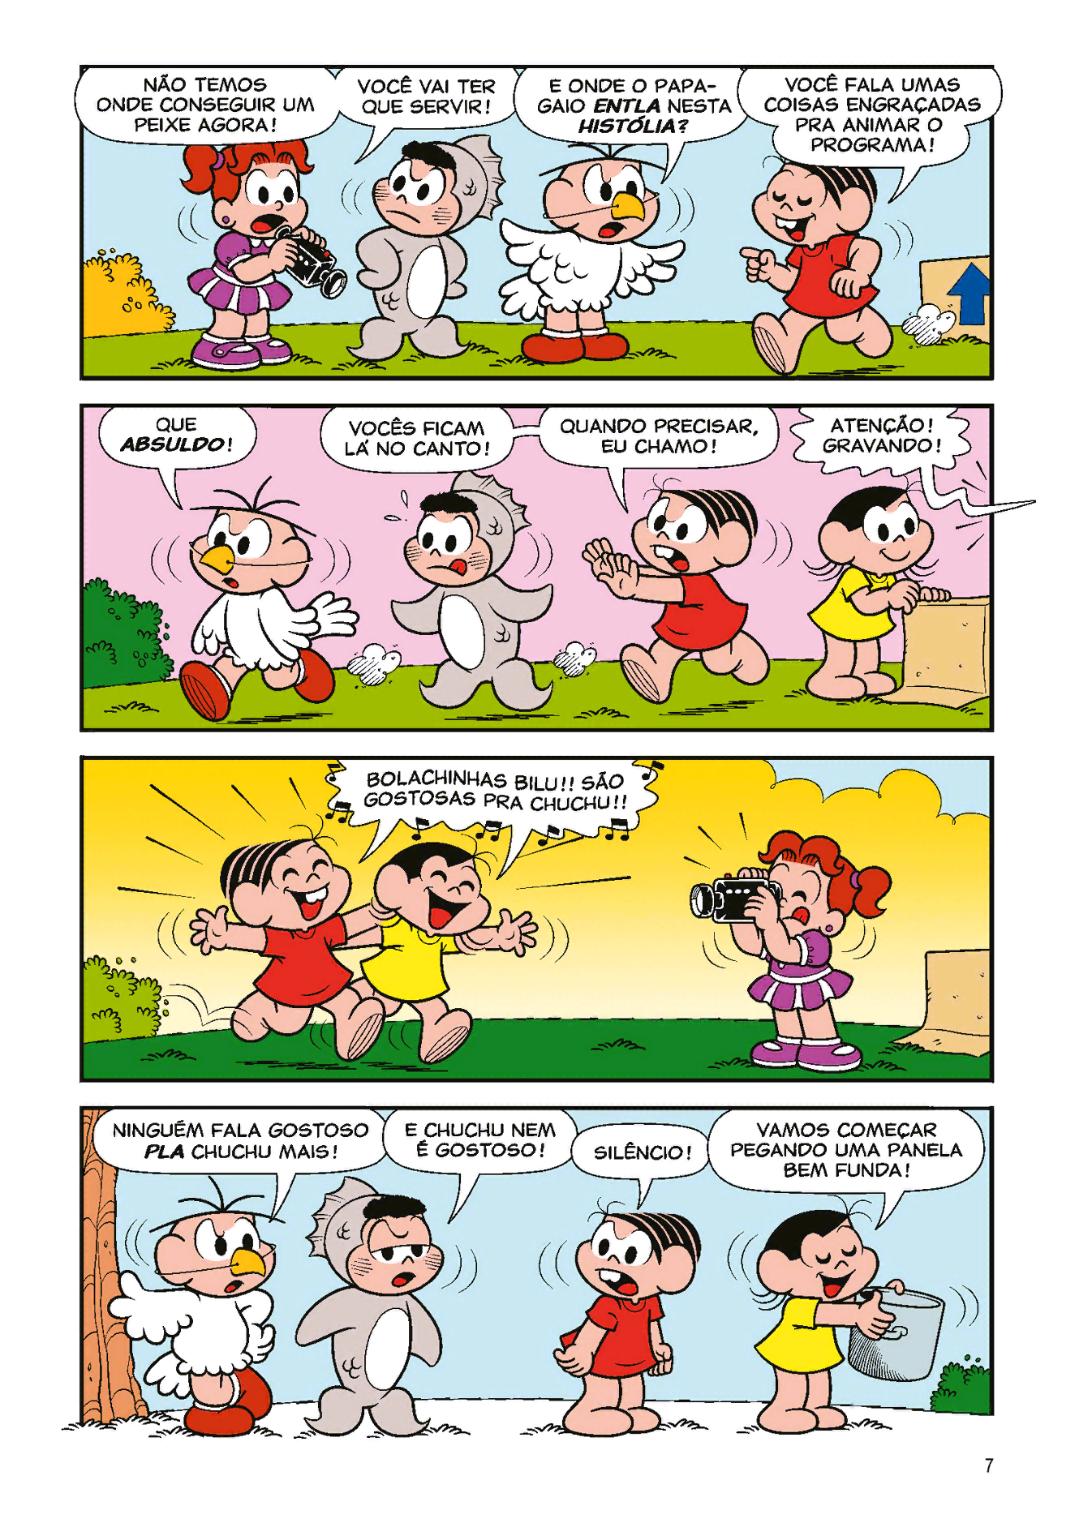 NÃO TEMOS
ONDE CONSEGUIR UM
PEIXE AGORA!
VOCÊ VAI TER
QUE SERVIR!
E ONDE O PAPA-
GAIO ENTLA NESTA
HISTÓLIA?
VOCÊ FALA UMAS
COISAS ENGRAÇADAS
PRA ANIMAR O
PROGRAMA!
QUE
ABSULDO!
VOCÊS FICAM
LÁ NO CANTO!
QUANDO PRECISAR,
EU CHAMO!
ATENÇÃO!
GRAVANDO!
BOLACHINHAS BILU!! SÃO
GOSTOSAS PRA CHUCHU!!
NINGUÉM FALA GOSTOSO
PLA CHUCHU MAIS!
E CHUCHU NEM
É GOSTOSO!
SILÊNCIO!
VAMOS COMEÇAR
PEGANDO UMA PANELA
BEM FUNDA!
7